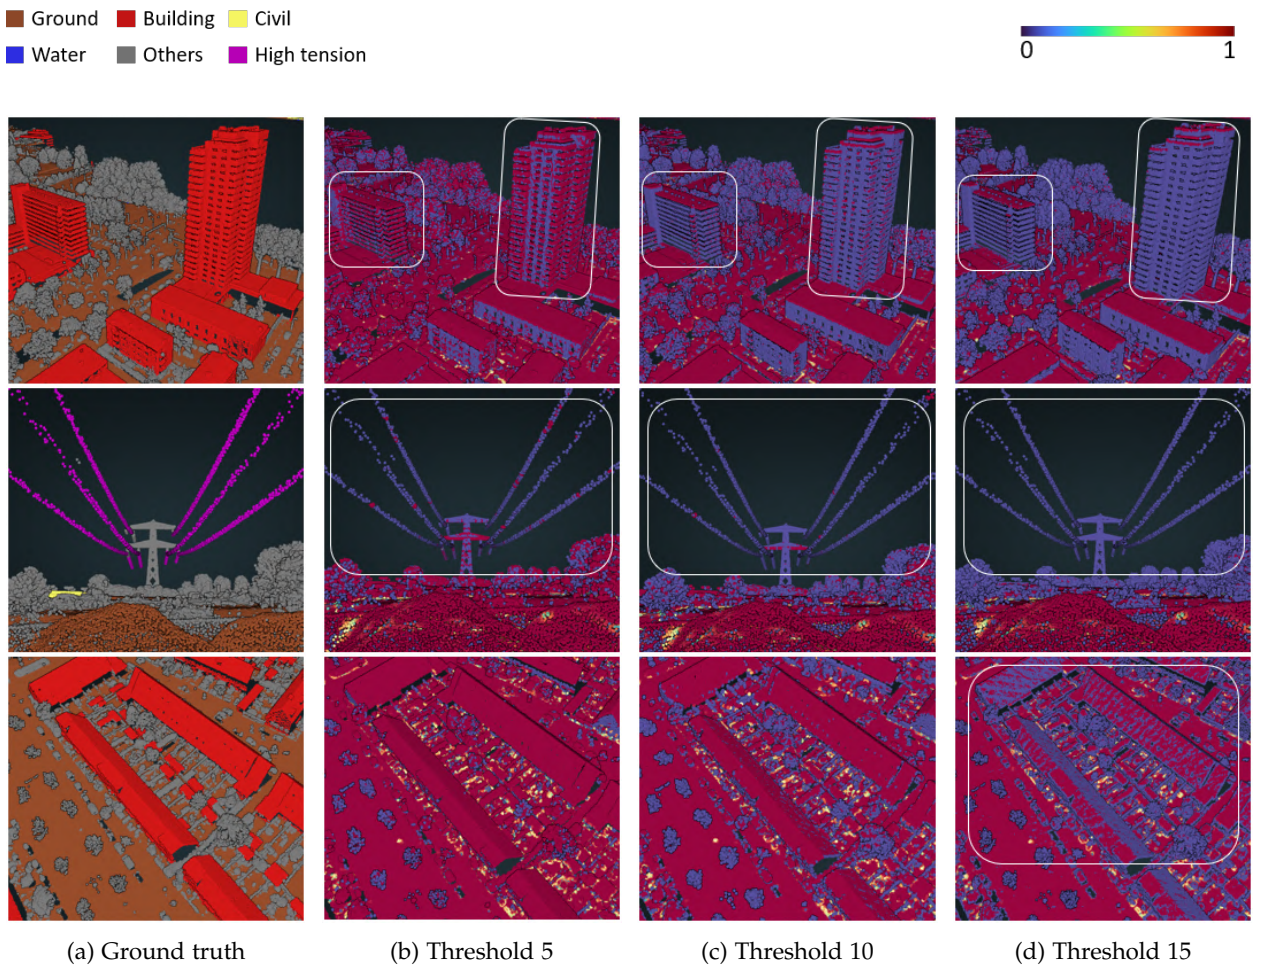 Ground Building Civil
Water Others High tension
0 1
(a) Ground truth (b) Threshold 5 (c) Threshold 10 (d) Threshold 15